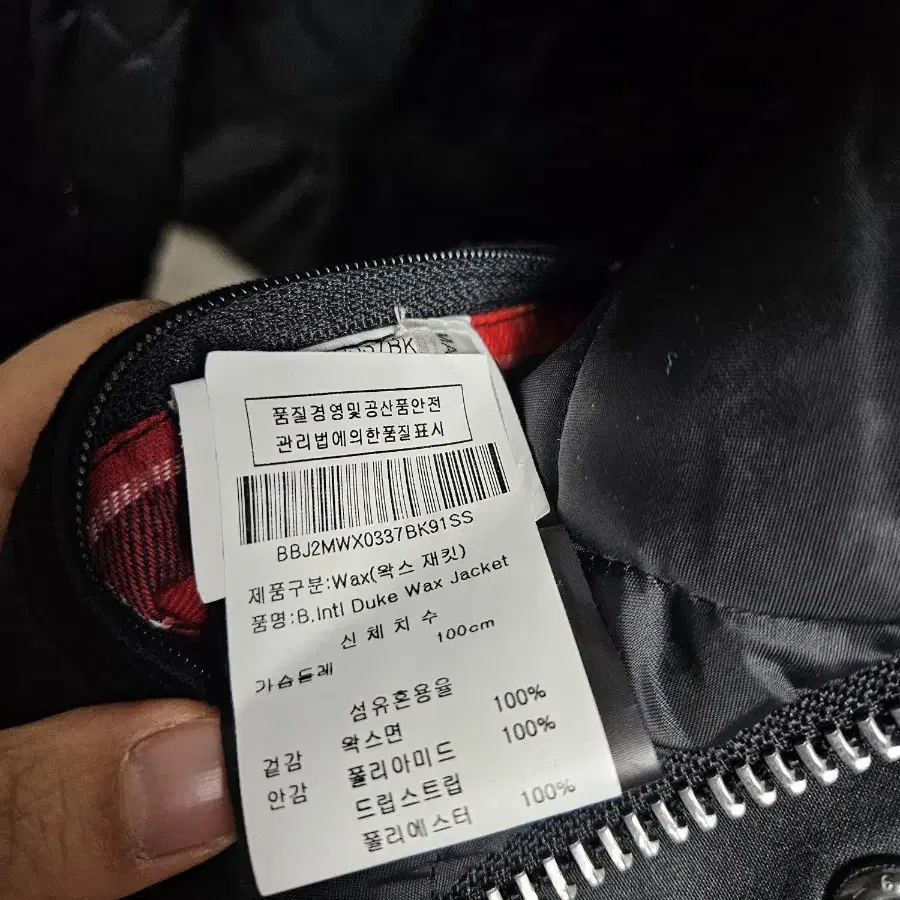 품질경영및공산품안전
관리법에의한품질표시
BBJ2MWX0337BK91SS
제품구분:Wax(왁스 재킷)
품명:B.Intl Duke Wax Jacket
신 체 치 수
가슴둘레 100cm
섬유혼용율
겉감 왁스면 100%
안감 폴리아미드 100%
드립스트립
폴리에스터 100%